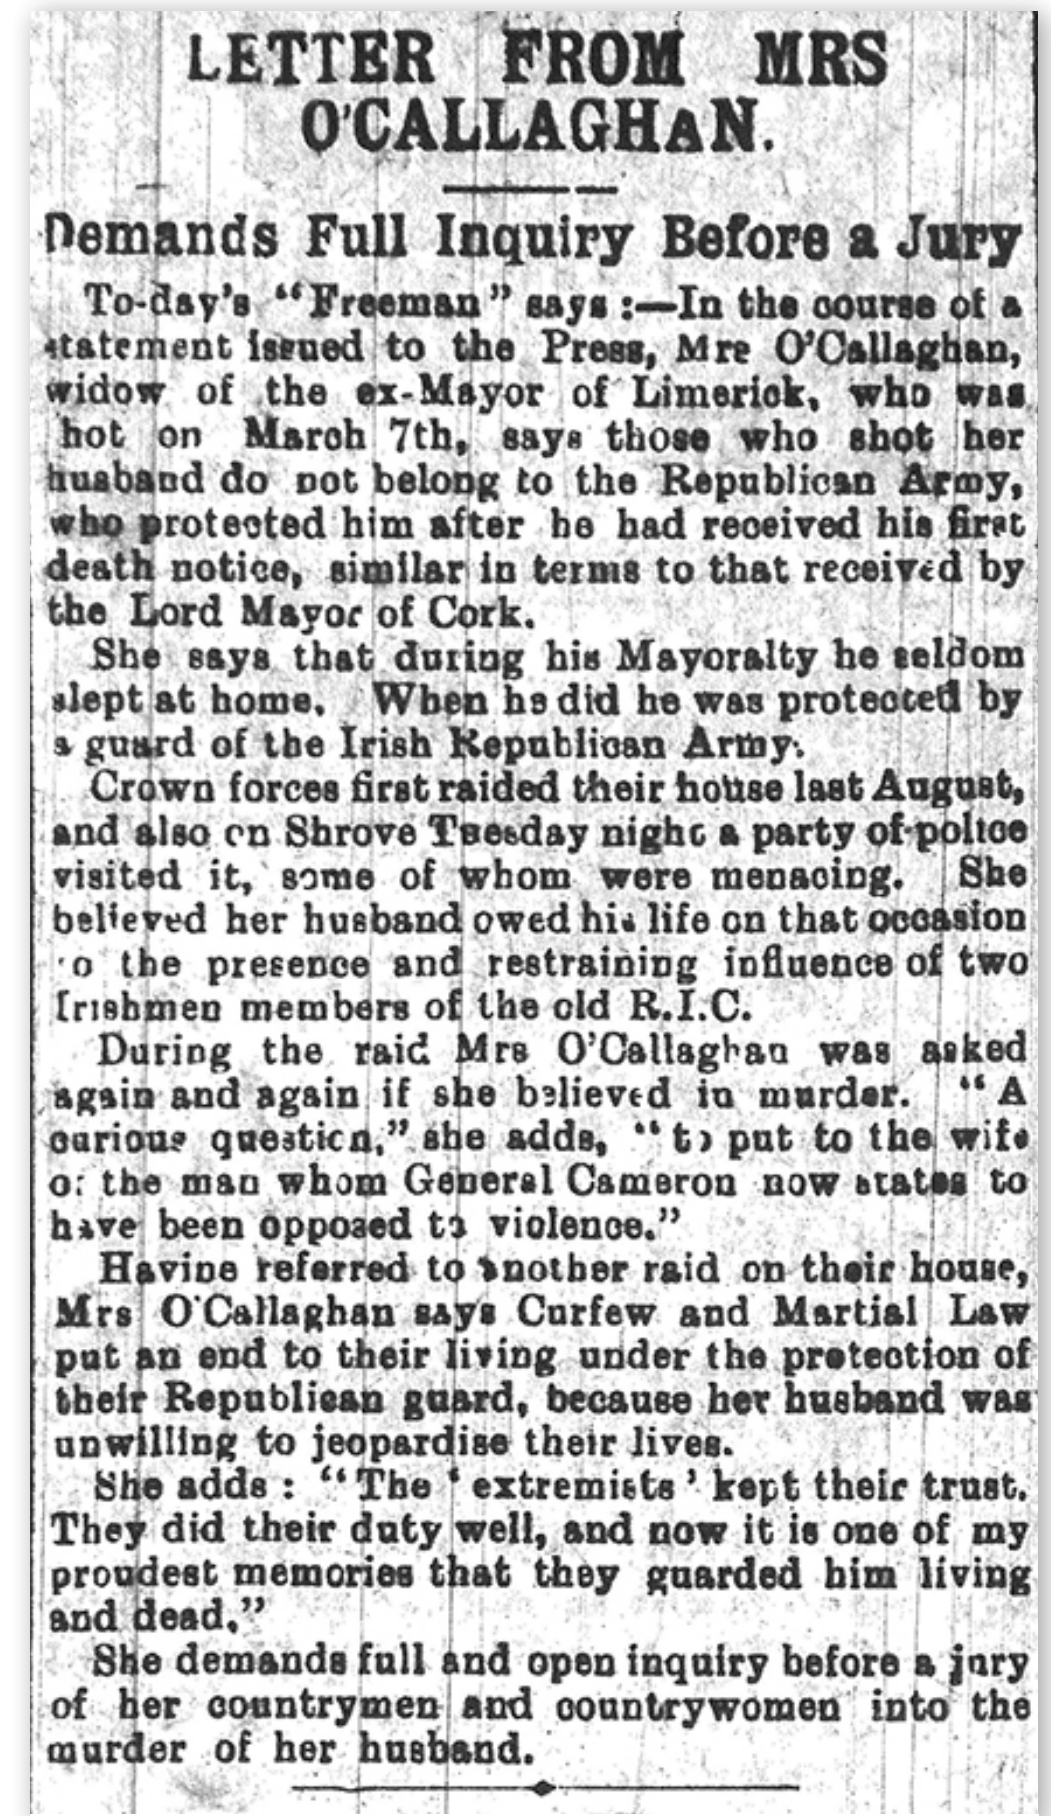 LETTER FROM MRS
O'CALLAGHAN.
Demands Full Inquiry Before a Jury
To-day's "Freeman" says :—In the course of a
statement issued to the Press, Mrs O'Callaghan,
widow of the ex-Mayor of Limerick, who was
hot on March 7th, says those who shot her
husband do not belong to the Republican Army,
who protected him after he had received his first
death notice, similar in terms to that received by
the Lord Mayor of Cork.
She says that during his Mayoralty he seldom
slept at home. When he did he was protected by
a guard of the Irish Republican Army.
Crown forces first raided their house last August,
and also on Shrove Tuesday night a party of police
visited it, some of whom were menacing. She
believed her husband owed his life on that occasion
to the presence and restraining influence of two
Irishmen members of the old R.I.C.
During the raid Mrs O'Callaghan was asked
again and again if she believed in murder. "A
curious question," she adds, "to put to the wife
of the man whom General Cameron now states to
have been opposed to violence."
Having referred to another raid on their house,
Mrs O'Callaghan says Curfew and Martial Law
put an end to their living under the protection of
their Republican guard, because her husband was
unwilling to jeopardise their lives.
She adds : "The 'extremists' kept their trust.
They did their duty well, and now it is one of my
proudest memories that they guarded him living
and dead."
She demands full and open inquiry before a jury
of her countrymen and countrywomen into the
murder of her husband.